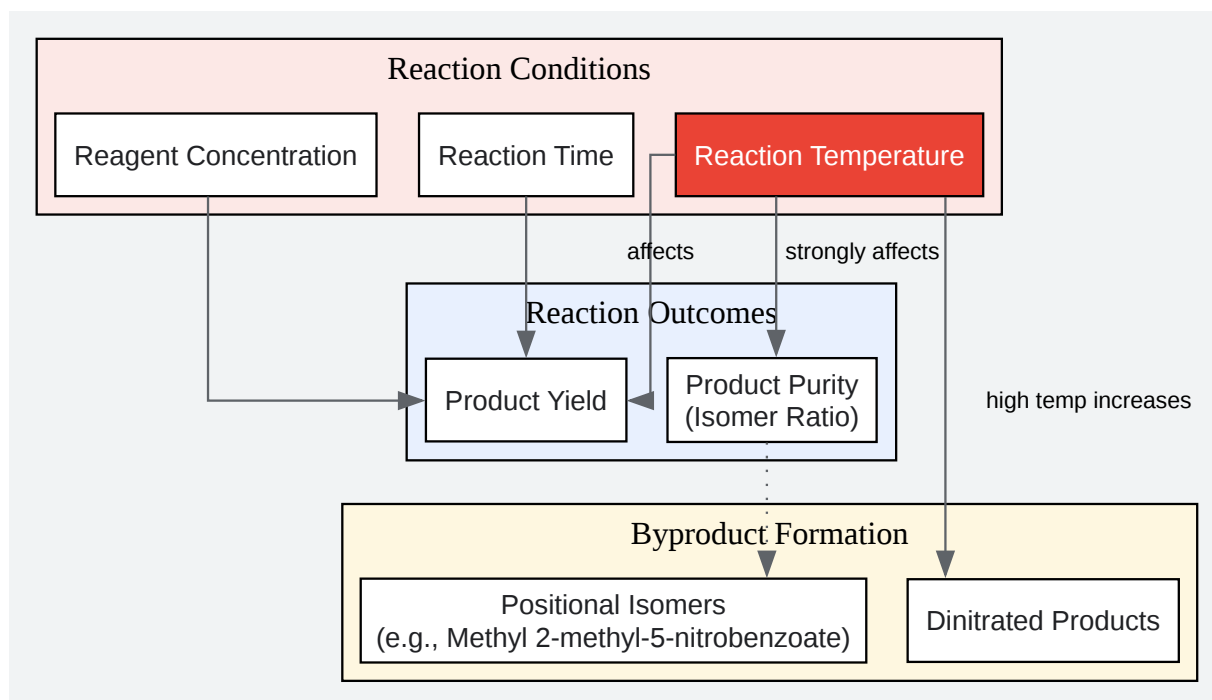 Reaction Conditions
Reagent Concentration
Reaction Time
Reaction Temperature
affects
strongly affects
Reaction Outcomes
Product Yield
Product Purity
(Isomer Ratio)
high temp increases
Byproduct Formation
Positional Isomers
(e.g., Methyl 2-methyl-5-nitrobenzoate)
Dinitrated Products